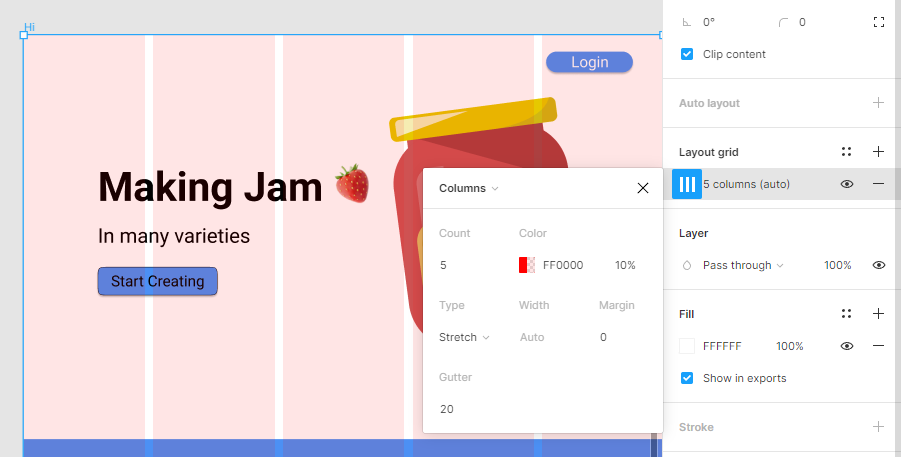 Hi
Login
Making Jam
In many varieties
Start Creating
Columns
Count Color
5 FF0000 10%
Type Width Margin
Stretch Auto 0
Gutter
20
0° 0
Clip content
Auto layout
Layout grid
5 columns (auto)
Layer
Pass through 100%
Fill
FFFFFF 100%
Show in exports
Stroke